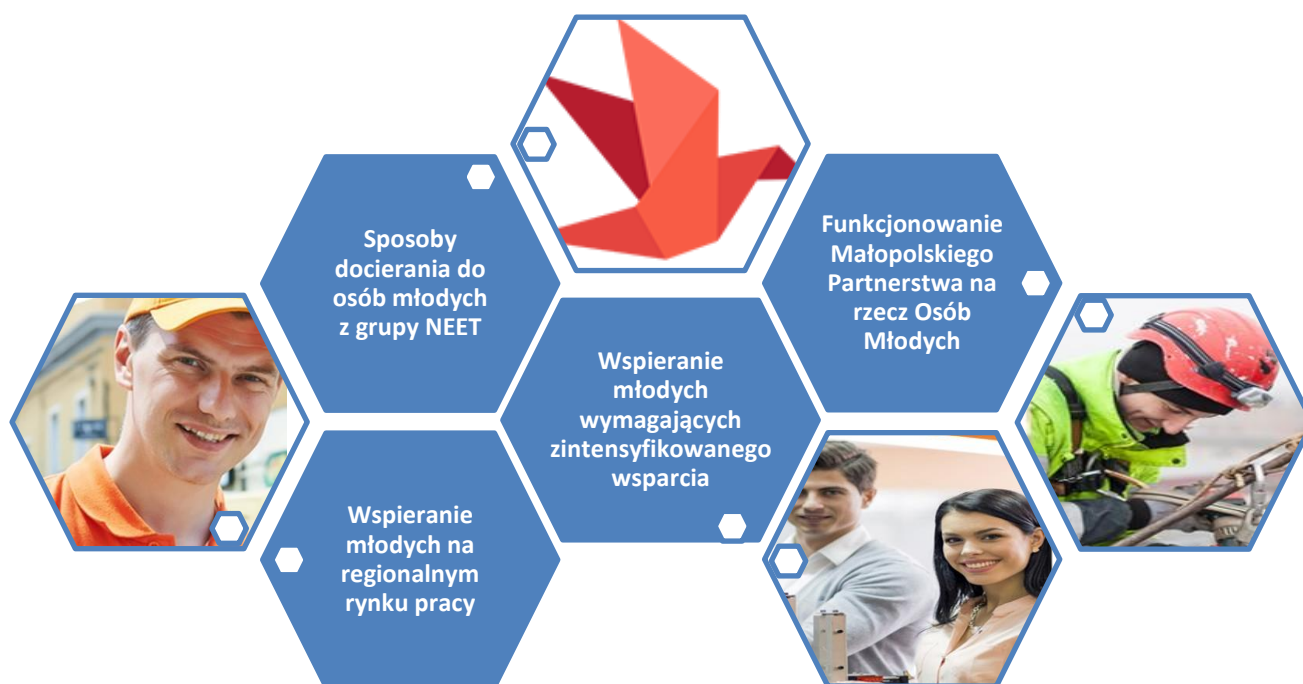 Sposoby
docierania do
osób młodych
z grupy NEET
Funkcjonowanie
Małopolskiego
Partnerstwa na
rzecz Osób
Młodych
Wspieranie
młodych
wymagających
zintensyfikowanego
wsparcia
Wspieranie
młodych na
regionalnym
rynku pracy